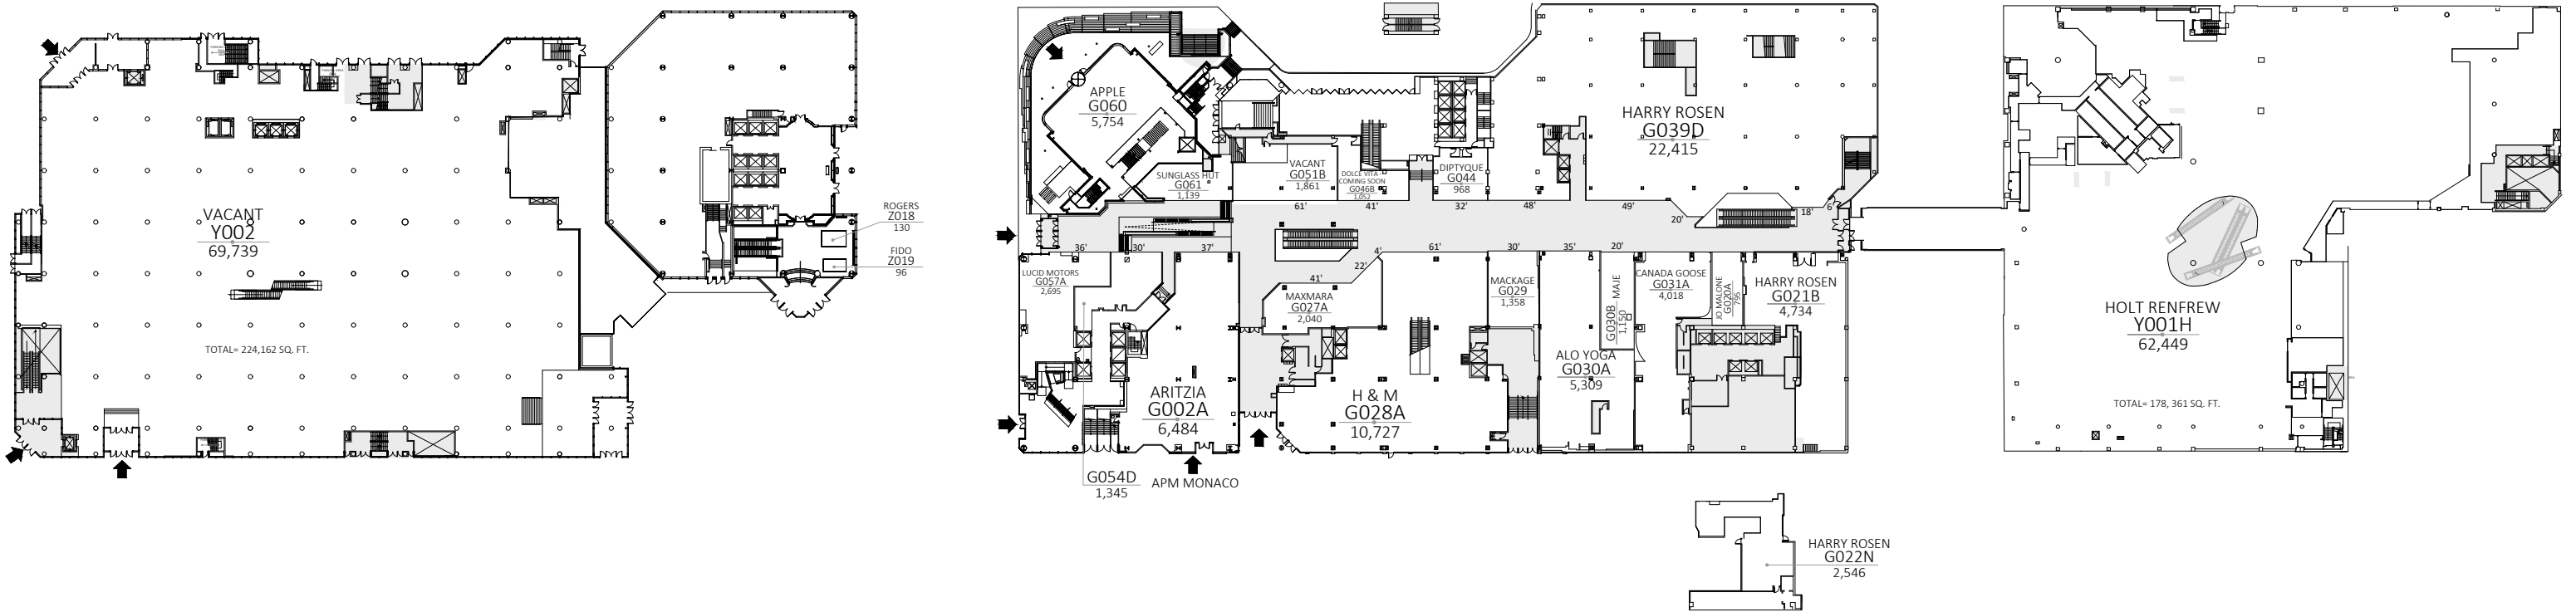 VACANT
Y002
69,739
TOTAL= 224,162 SQ. FT.
ROGERS
Z018
130
FIDO
Z019
96
APPLE
G060
5,754
SUNGLASS HUT
G061
1,139
VACANT
G051B
1,861
DOLCE VITA
COMING SOON
G046B
1,052
DIPTYQUE
G044
968
HARRY ROSEN
G039D
22,415
61'
41'
32'
48'
49'
20'
18'
6'
36'
30'
37'
41'
22'
4'
61'
30'
35'
20'
LUCID MOTORS
G057A
2,695
ARITZIA
G002A
6,484
MAXMARA
G027A
2,040
H & M
G028A
10,727
MACKAGE
G029
1,358
ALO YOGA
G030A
5,309
G030B MAJE
1,150
CANADA GOOSE
G031A
4,018
JO MALONE
G020A
795
HARRY ROSEN
G021B
4,734
G054D
1,345
APM MONACO
HOLT RENFREW
Y001H
62,449
TOTAL= 178, 361 SQ. FT.
HARRY ROSEN
G022N
2,546